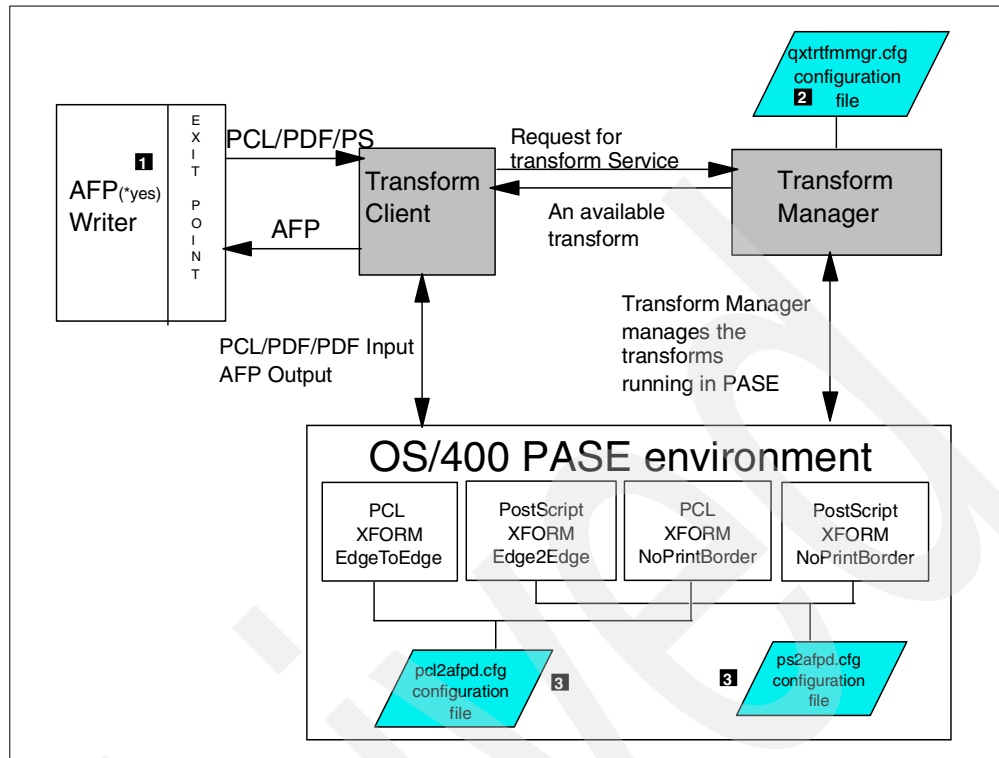 qxtrtfmmgr.cfg
configuration
2
file
E
X
I
T
P
O
I
N
T
1
AFP(*yes)
Writer
PCL/PDF/PS
AFP
Transform
Client
Request for
transform Service
An available
transform
Transform
Manager
PCL/PDF/PDF Input
AFP Output
Transform Manager
manages the
transforms
running in PASE
OS/400 PASE environment
PCL
XFORM
EdgeToEdge
PostScript
XFORM
Edge2Edge
PCL
XFORM
NoPrintBorder
PostScript
XFORM
NoPrintBorder
pcl2afpd.cfg
configuration
file
3
3
ps2afpd.cfg
configuration
file